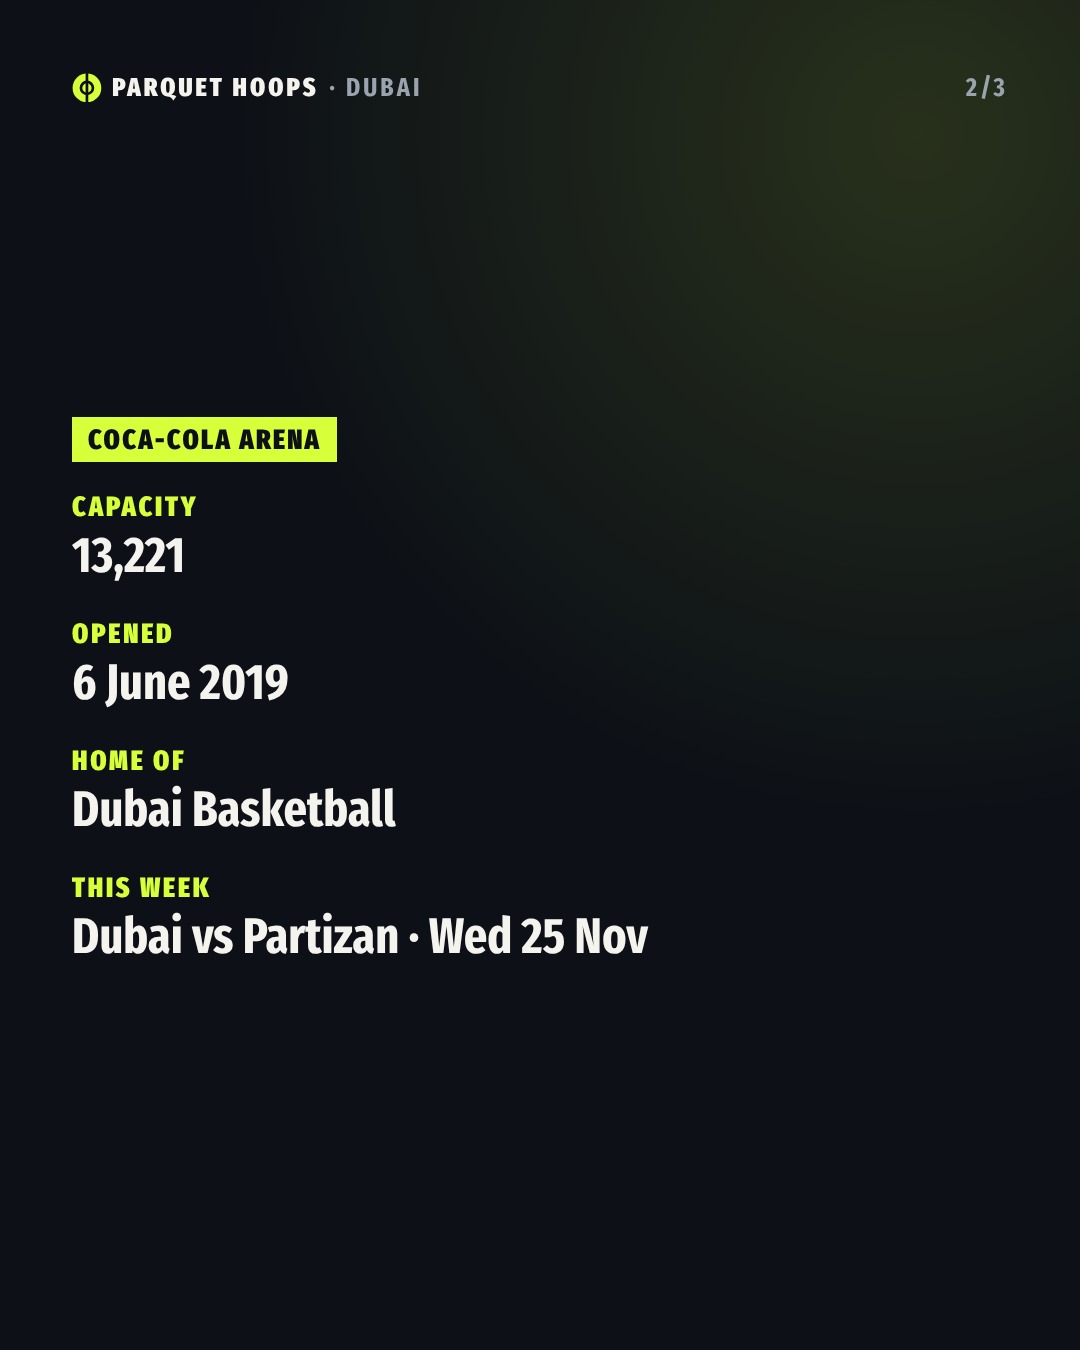 PARQUET HOOPS · DUBAI
2/3
COCA-COLA ARENA
CAPACITY
13,221
OPENED
6 June 2019
HOME OF
Dubai Basketball
THIS WEEK
Dubai vs Partizan · Wed 25 Nov